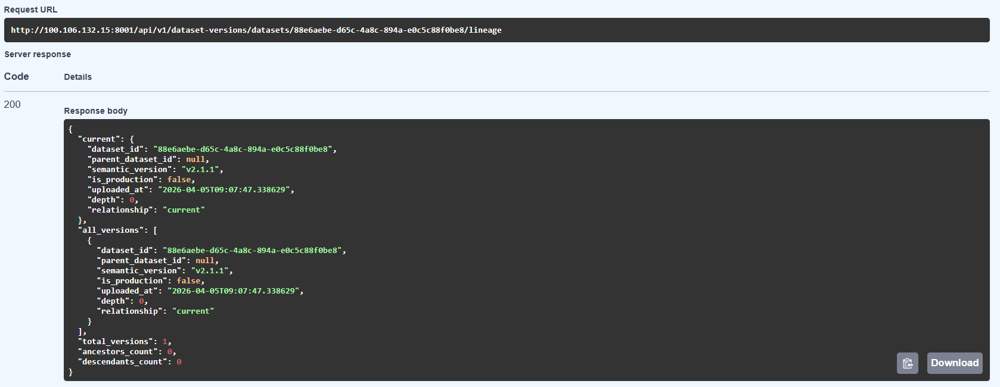 Request URL
http://100.106.132.15:8001/api/v1/dataset-versions/datasets/88e6aebe-d65c-4a8c-894a-e0c5c88f0be8/lineage
Server response
Code Details
200
Response body
{
  "current": {
    "dataset_id": "88e6aebe-d65c-4a8c-894a-e0c5c88f0be8",
    "parent_dataset_id": null,
    "semantic_version": "v2.1.1",
    "is_production": false,
    "uploaded_at": "2026-04-05T09:07:47.338629",
    "depth": 0,
    "relationship": "current"
  },
  "all_versions": [
    {
      "dataset_id": "88e6aebe-d65c-4a8c-894a-e0c5c88f0be8",
      "parent_dataset_id": null,
      "semantic_version": "v2.1.1",
      "is_production": false,
      "uploaded_at": "2026-04-05T09:07:47.338629",
      "depth": 0,
      "relationship": "current"
    }
  ],
  "total_versions": 1,
  "ancestors_count": 0,
  "descendants_count": 0
}
Download